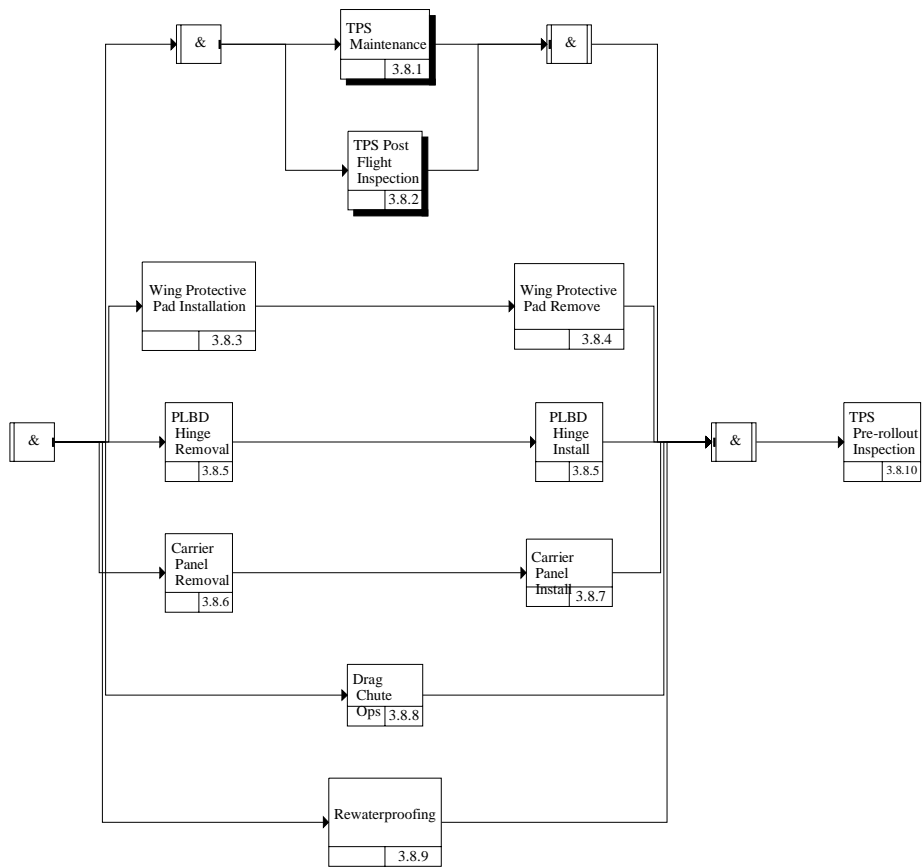 &
TPS
Maintenance
3.8.1
&
TPS Post
Flight
Inspection
3.8.2
Wing Protective
Pad Installation
3.8.3
Wing Protective
Pad Remove
3.8.4
&
PLBD
Hinge
Removal
3.8.5
PLBD
Hinge
Install
3.8.5
&
TPS
Pre-rollout
Inspection
3.8.10
Carrier
Panel
Removal
3.8.6
Carrier
Panel
Install
3.8.7
Drag
Chute
Ops
3.8.8
Rewaterproofing
3.8.9